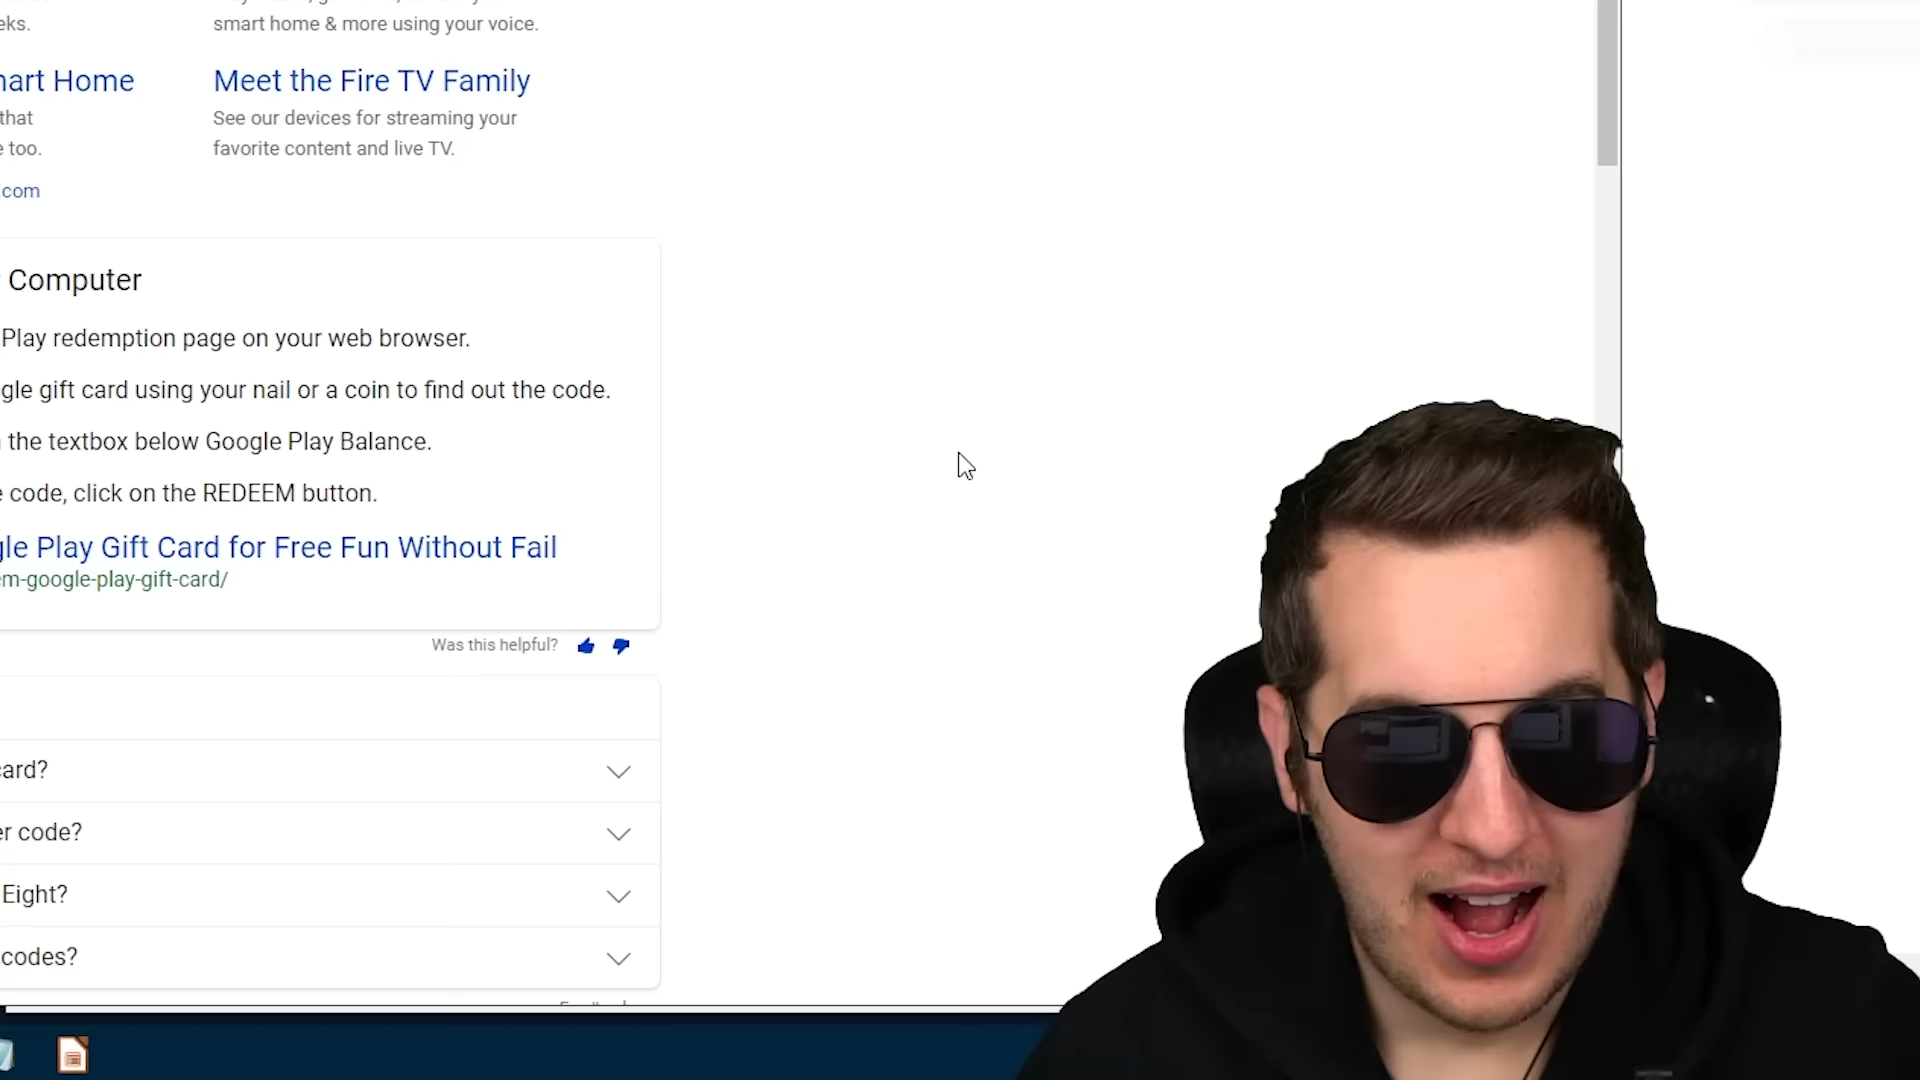 eks.
smart home & more using your voice.
mart Home
Meet the Fire TV Family
that
See our devices for streaming your
e too.
favorite content and live TV.
.com
Computer
Play redemption page on your web browser.
gle gift card using your nail or a coin to find out the code.
the textbox below Google Play Balance.
e code, click on the REDEEM button.
gle Play Gift Card for Free Fun Without Fail
em-google-play-gift-card/
Was this helpful?
card?
er code?
Eight?
codes?